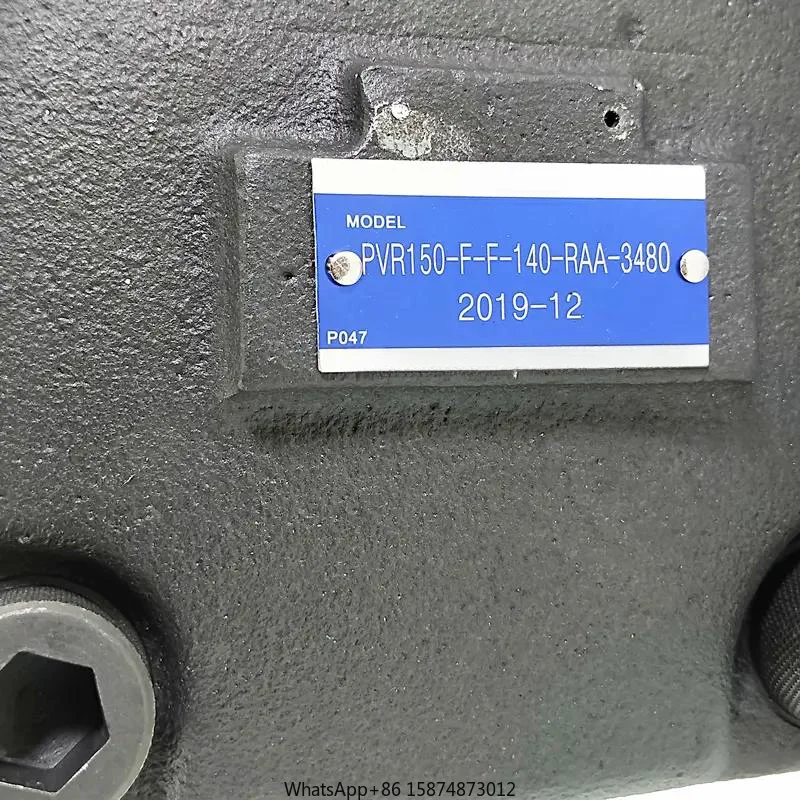 MODEL
PVR150-F-F-140-RAA-3480
2019-12
P047
WhatsApp+86 15874873012